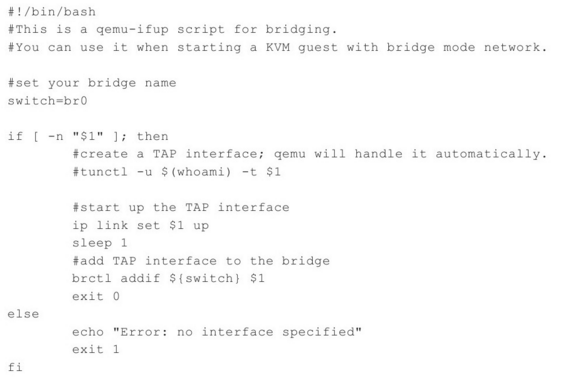 #!/bin/bash
#This is a qemu-ifup script for bridging.
#You can use it when starting a KVM guest with bridge mode network.

#set your bridge name
switch=br0

if [ -n "$1" ]; then
        #create a TAP interface; qemu will handle it automatically.
        #tunctl -u $(whoami) -t $1

        #start up the TAP interface
        ip link set $1 up
        sleep 1
        #add TAP interface to the bridge
        brctl addif ${switch} $1
        exit 0
else
        echo "Error: no interface specified"
        exit 1
fi